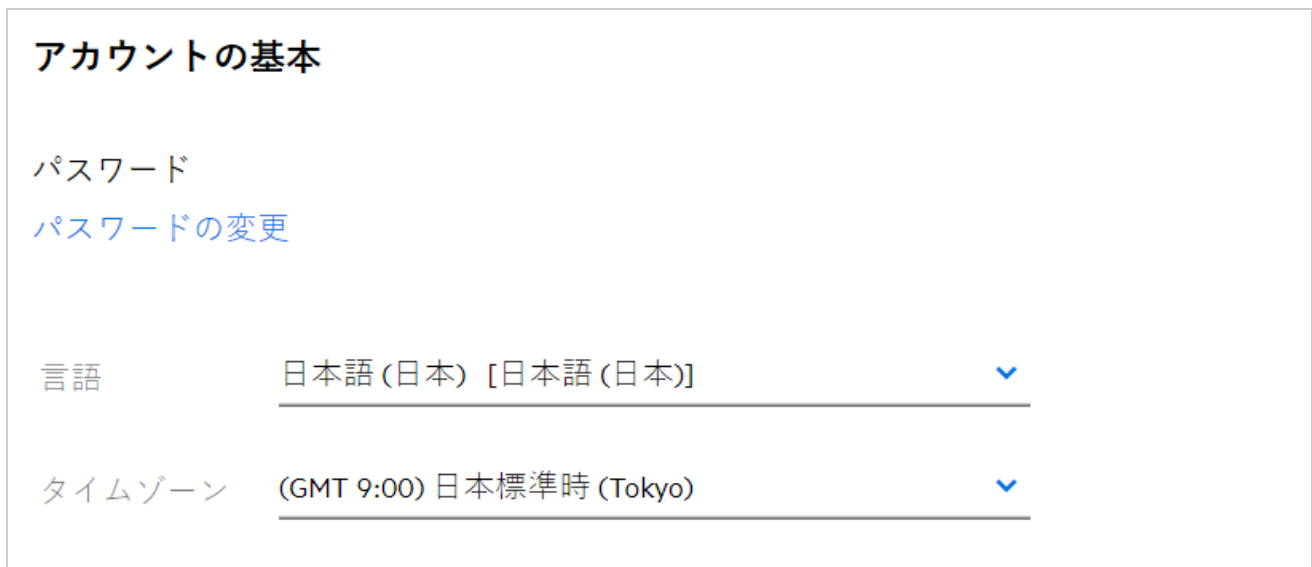 アカウントの基本
パスワード
パスワードの変更
言語 日本語 (日本) [日本語 (日本)]
タイムゾーン (GMT 9:00) 日本標準時 (Tokyo)